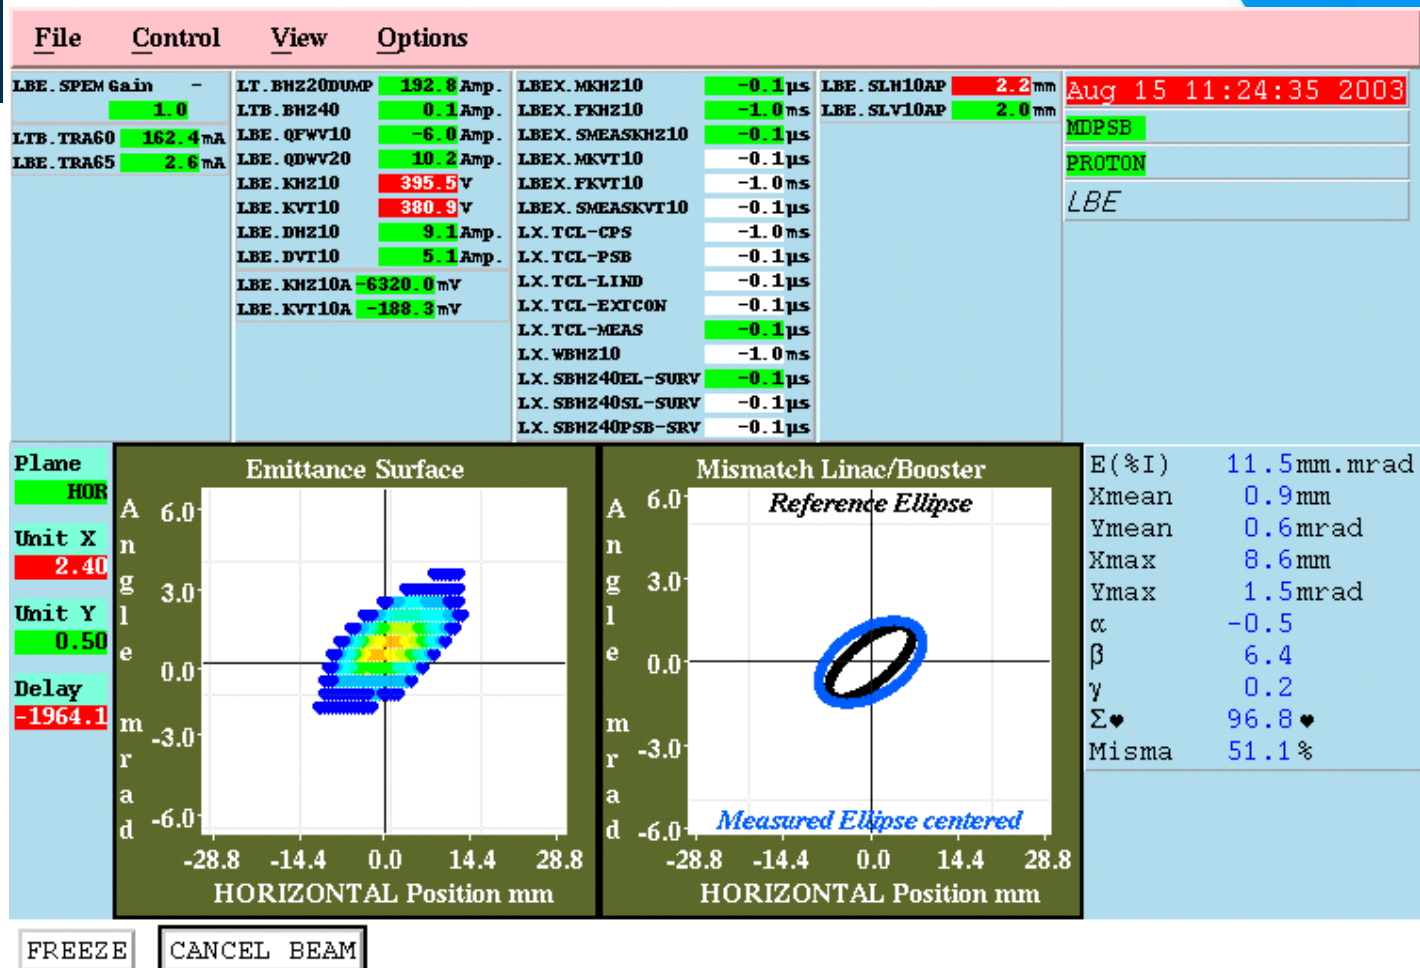 File Control View Options
LBE.SPEM Gain -
1.0
LTB.TRA60 162.4 mA
LBE.TRA65 2.6 mA
LT.BHZ20DUMP 192.8 Amp.
LTB.BHZ40 0.1 Amp.
LBE.QFWV10 -6.0 Amp.
LBE.QDWV20 10.2 Amp.
LBE.KHZ10 395.5 V
LBE.KVT10 380.9 V
LBE.DHZ10 9.1 Amp.
LBE.DVT10 5.1 Amp.
LBE.KHZ10A -6320.0 mV
LBE.KVT10A -188.3 mV
LBEX.MKHZ10 -0.1 µs
LBEX.FKHZ10 -1.0 ms
LBEX.SMEASKHZ10 -0.1 µs
LBEX.MKVT10 -0.1 µs
LBEX.FKVT10 -1.0 ms
LBEX.SMEASKVT10 -0.1 µs
LX.TCL-CPS -1.0 ms
LX.TCL-PSB -0.1 µs
LX.TCL-LIND -0.1 µs
LX.TCL-EXTCON -0.1 µs
LX.TCL-MEAS -0.1 µs
LX.WBHZ10 -1.0 ms
LX.SBHZ40EL-SURV -0.1 µs
LX.SBHZ40SL-SURV -0.1 µs
LX.SBHZ40PSB-SRV -0.1 µs
LBE.SLH10AP 2.2 mm
LBE.SLV10AP 2.0 mm
Aug 15 11:24:35 2003
MDPSB
PROTON
LBE
Plane
HOR
Unit X
2.40
Unit Y
0.50
Delay
-1964.1
Emittance Surface
Angle mrad
6.0
3.0
0.0
-3.0
-6.0
-28.8 -14.4 0.0 14.4 28.8
HORIZONTAL Position mm
Mismatch Linac/Booster
Reference Ellipse
Angle mrad
6.0
3.0
0.0
-3.0
-6.0
Measured Ellipse centered
-28.8 -14.4 0.0 14.4 28.8
HORIZONTAL Position mm
E(%I) 11.5 mm.mrad
Xmean 0.9 mm
Ymean 0.6 mrad
Xmax 8.6 mm
Ymax 1.5 mrad
α -0.5
β 6.4
γ 0.2
Σ♥ 96.8 ♥
Misma 51.1 %
FREEZE CANCEL BEAM